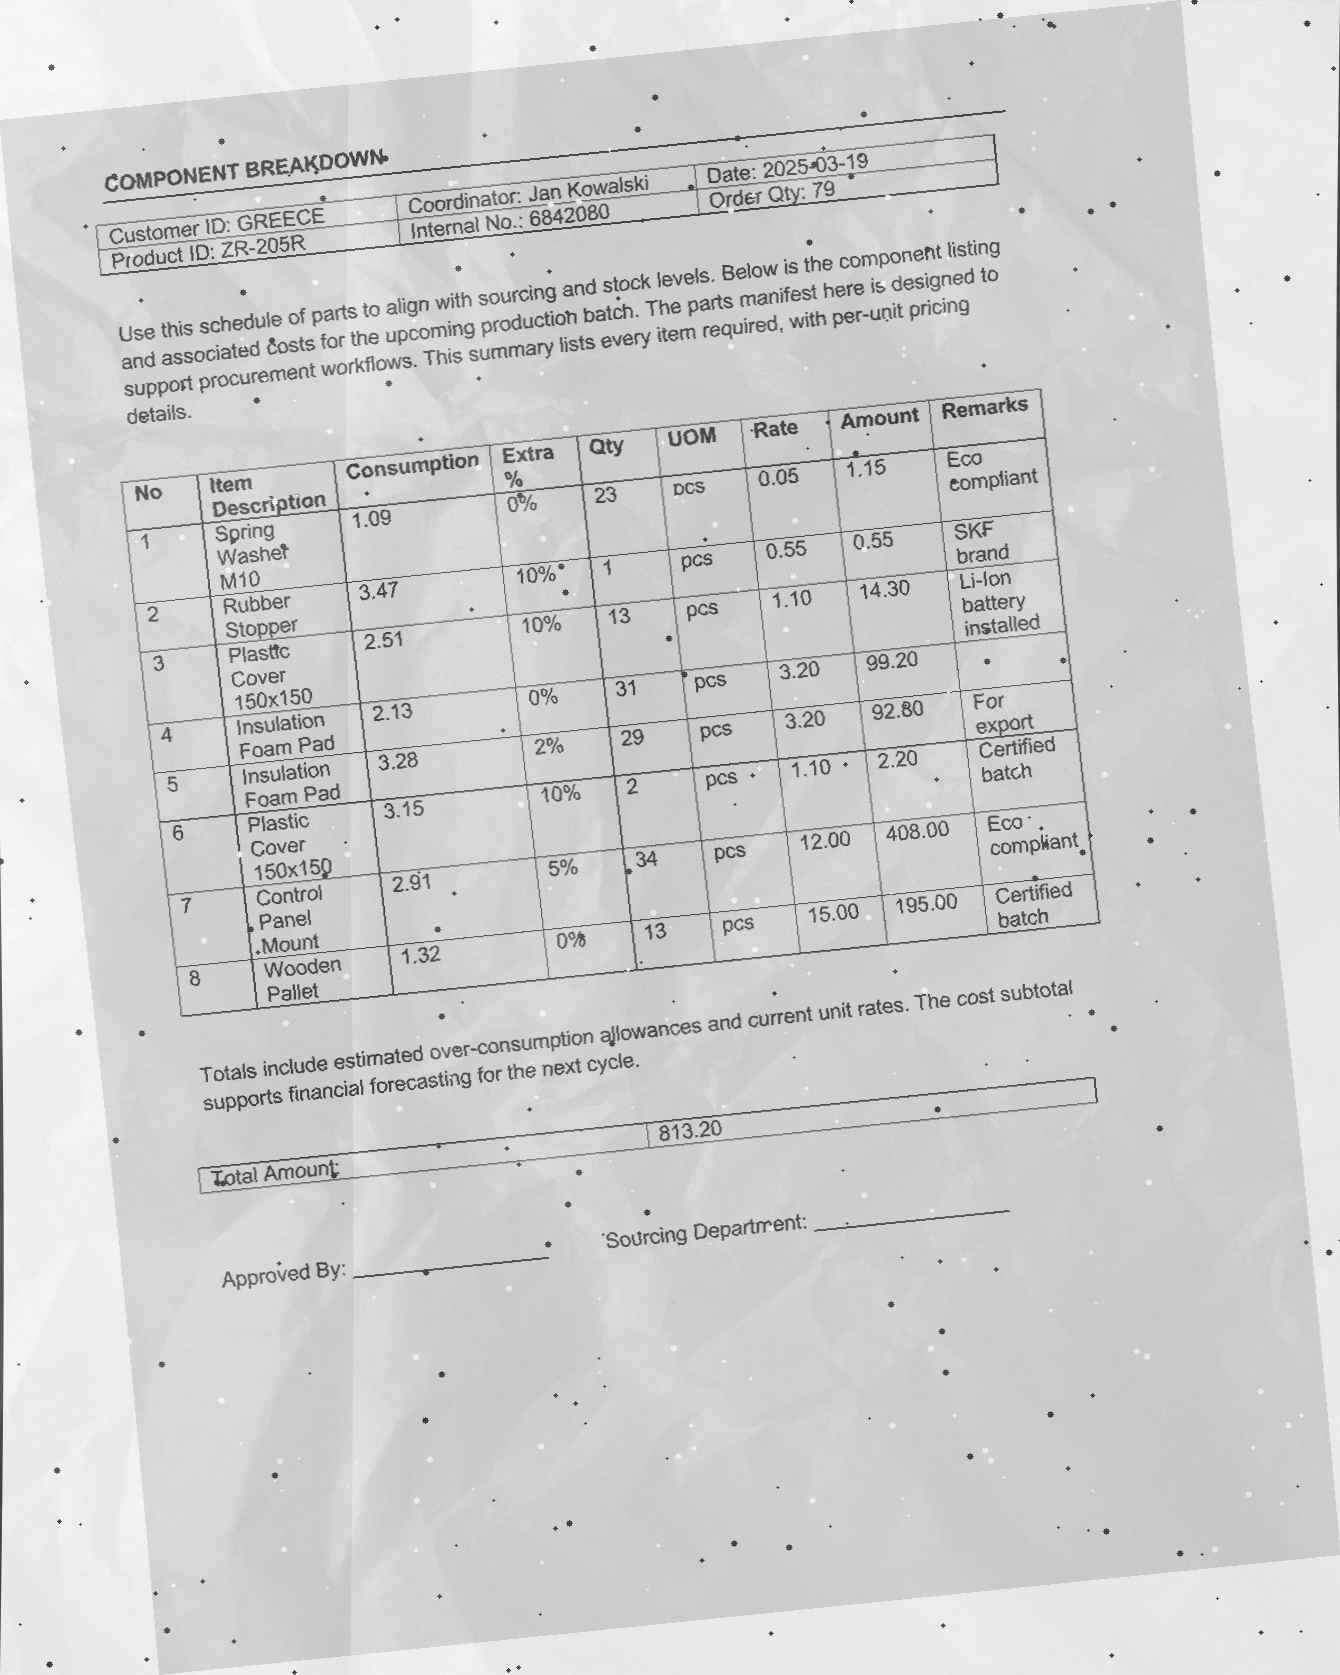 COMPONENT BREAKDOWN
Customer ID: GREECE Coordinator: Jan Kowalski Date: 2025-03-19
Product ID: ZR-205R Internal No.: 6842080 Order Qty: 79
Use this schedule of parts to align with sourcing and stock levels. Below is the component listing
and associated costs for the upcoming production batch. The parts manifest here is designed to
support procurement workflows. This summary lists every item required, with per-unit pricing
details.
No Item Description Consumption Extra % Qty UOM Rate Amount Remarks
1 Spring Washer M10 1.09 0% 23 pcs 0.05 1.15 Eco compliant
2 Rubber Stopper 3.47 10% 1 pcs 0.55 0.55 SKF brand
3 Plastic Cover 150x150 2.51 10% 13 pcs 1.10 14.30 Li-Ion battery installed
4 Insulation Foam Pad 2.13 0% 31 pcs 3.20 99.20
5 Insulation Foam Pad 3.28 2% 29 pcs 3.20 92.80 For export
6 Plastic Cover 150x150 3.15 10% 2 pcs 1.10 2.20 Certified batch
7 Control Panel Mount 2.91 5% 34 pcs 12.00 408.00 Eco compliant
8 Wooden Pallet 1.32 0% 13 pcs 15.00 195.00 Certified batch
Totals include estimated over-consumption allowances and current unit rates. The cost subtotal
supports financial forecasting for the next cycle.
Total Amount: 813.20
Approved By: Sourcing Department: